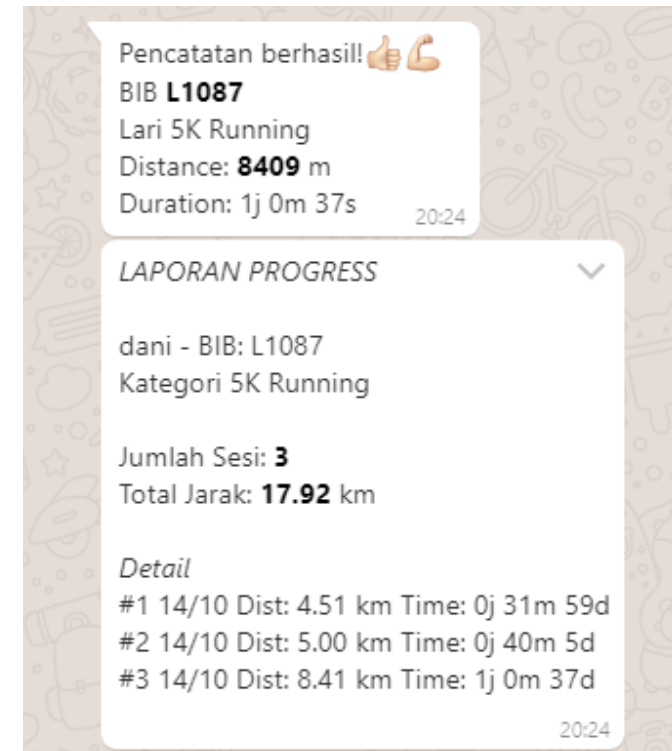 Pencatatan berhasil!👍🏻💪🏻
BIB L1087
Lari 5K Running
Distance: 8409 m
Duration: 1j 0m 37s
20:24
LAPORAN PROGRESS
dani - BIB: L1087
Kategori 5K Running
Jumlah Sesi: 3
Total Jarak: 17.92 km
Detail
#1 14/10 Dist: 4.51 km Time: 0j 31m 59d
#2 14/10 Dist: 5.00 km Time: 0j 40m 5d
#3 14/10 Dist: 8.41 km Time: 1j 0m 37d
20:24